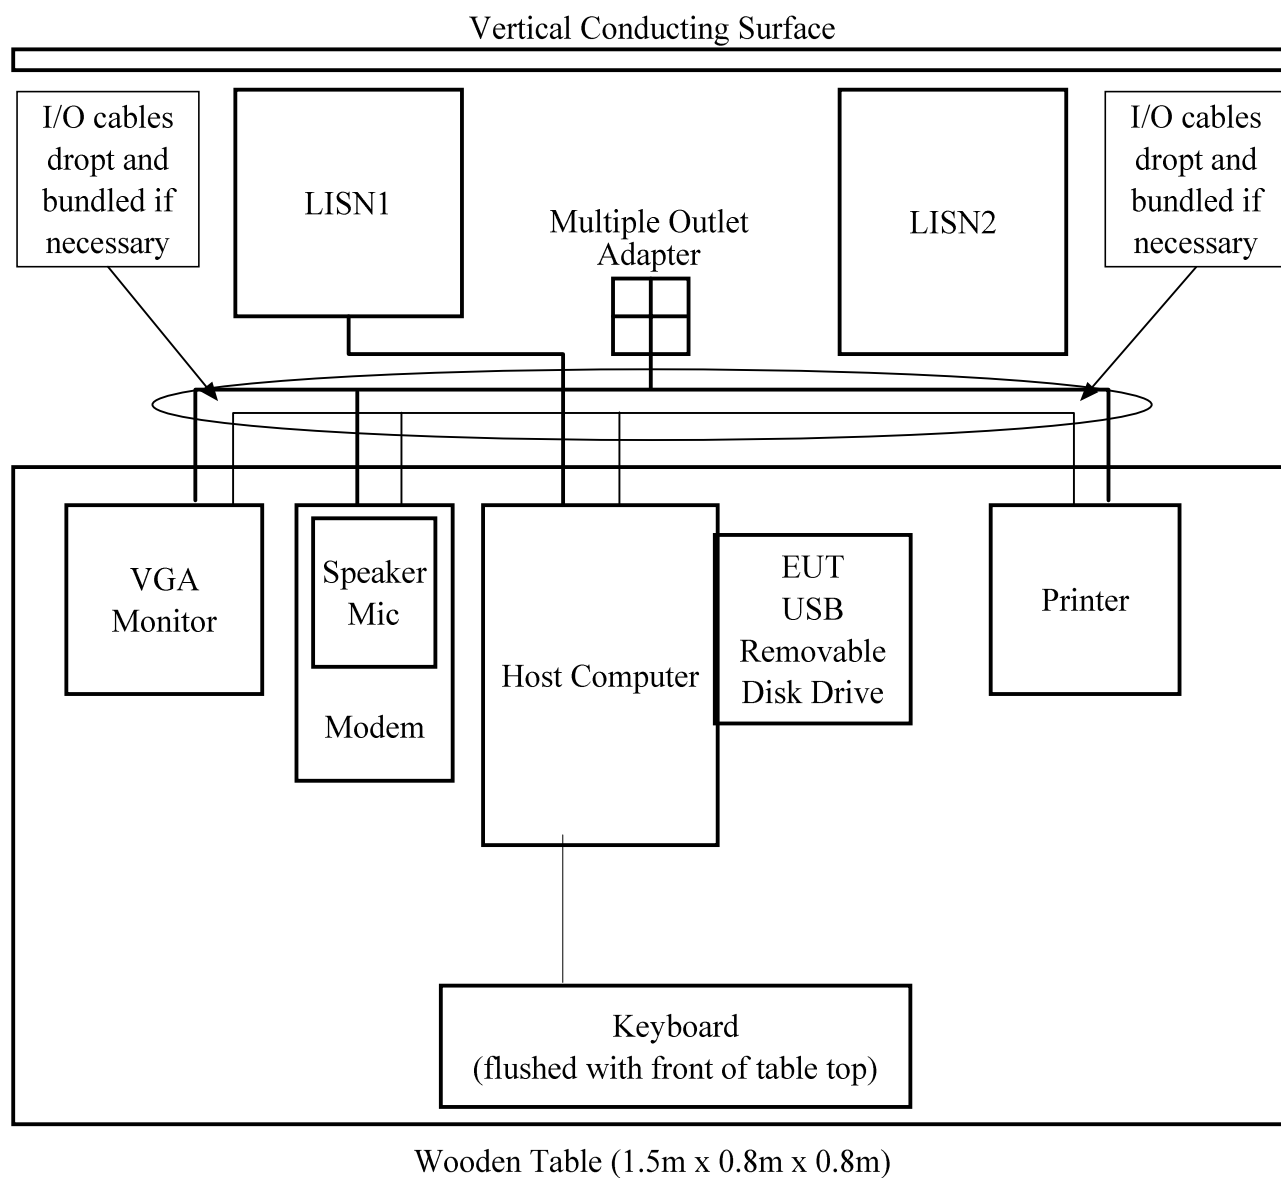 Vertical Conducting Surface
I/O cables
dropt and
bundled if
necessary
LISN1
Multiple Outlet
Adapter
LISN2
I/O cables
dropt and
bundled if
necessary
VGA
Monitor
Speaker
Mic
Modem
Host Computer
EUT
USB
Removable
Disk Drive
Printer
Keyboard
(flushed with front of table top)
Wooden Table (1.5m x 0.8m x 0.8m)